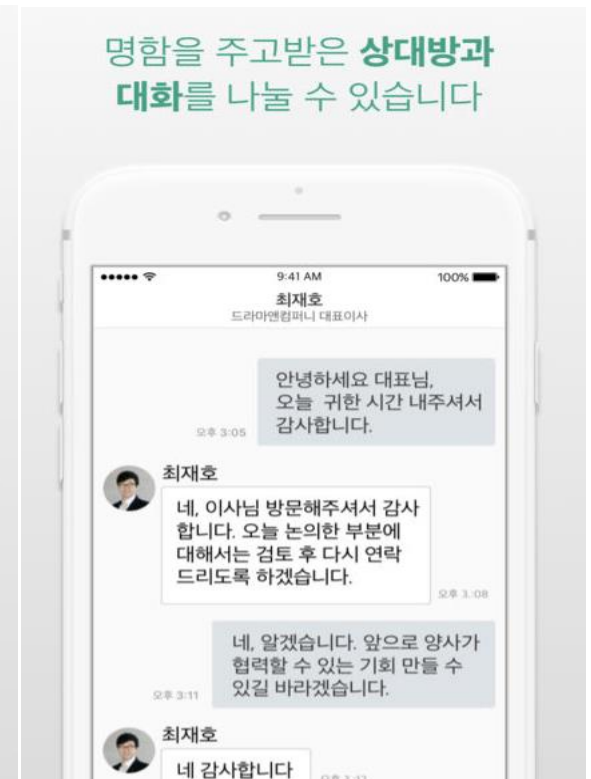 명함을 주고받은 상대방과
대화를 나눌 수 있습니다
9:41 AM
100%
최재호
드라마앤컴퍼니 대표이사
안녕하세요 대표님,
오늘 귀한 시간 내주셔서
감사합니다.
오후 3:05
최재호
네, 이사님 방문해주셔서 감사
합니다. 오늘 논의한 부분에
대해서는 검토 후 다시 연락
드리도록 하겠습니다.
오후 3:08
네, 알겠습니다. 앞으로 양사가
협력할 수 있는 기회 만들 수
있길 바라겠습니다.
오후 3:11
최재호
네 감사합니다